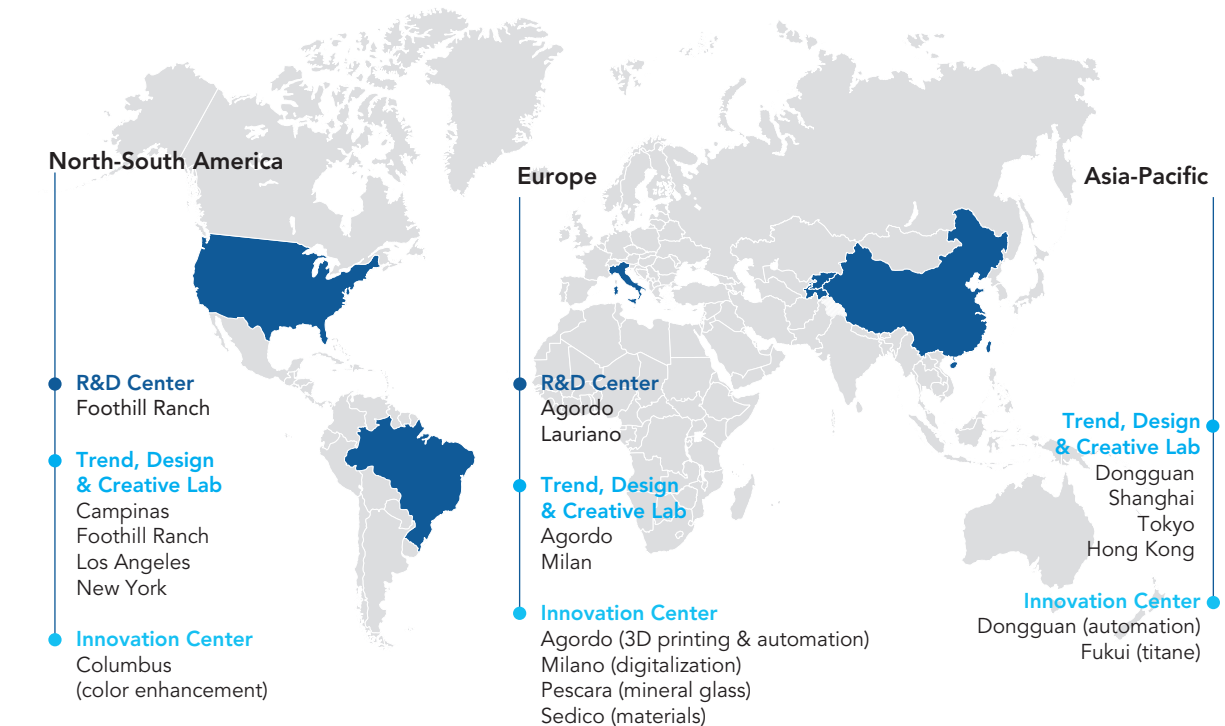 North-South America
R&D Center
Foothill Ranch
Trend, Design
& Creative Lab
Campinas
Foothill Ranch
Los Angeles
New York
Innovation Center
Columbus
(color enhancement)
Europe
R&D Center
Agordo
Lauriano
Trend, Design
& Creative Lab
Agordo
Milan
Innovation Center
Agordo (3D printing & automation)
Milano (digitalization)
Pescara (mineral glass)
Sedico (materials)
Asia-Pacific
Trend, Design
& Creative Lab
Dongguan
Shanghai
Tokyo
Hong Kong
Innovation Center
Dongguan (automation)
Fukui (titane)